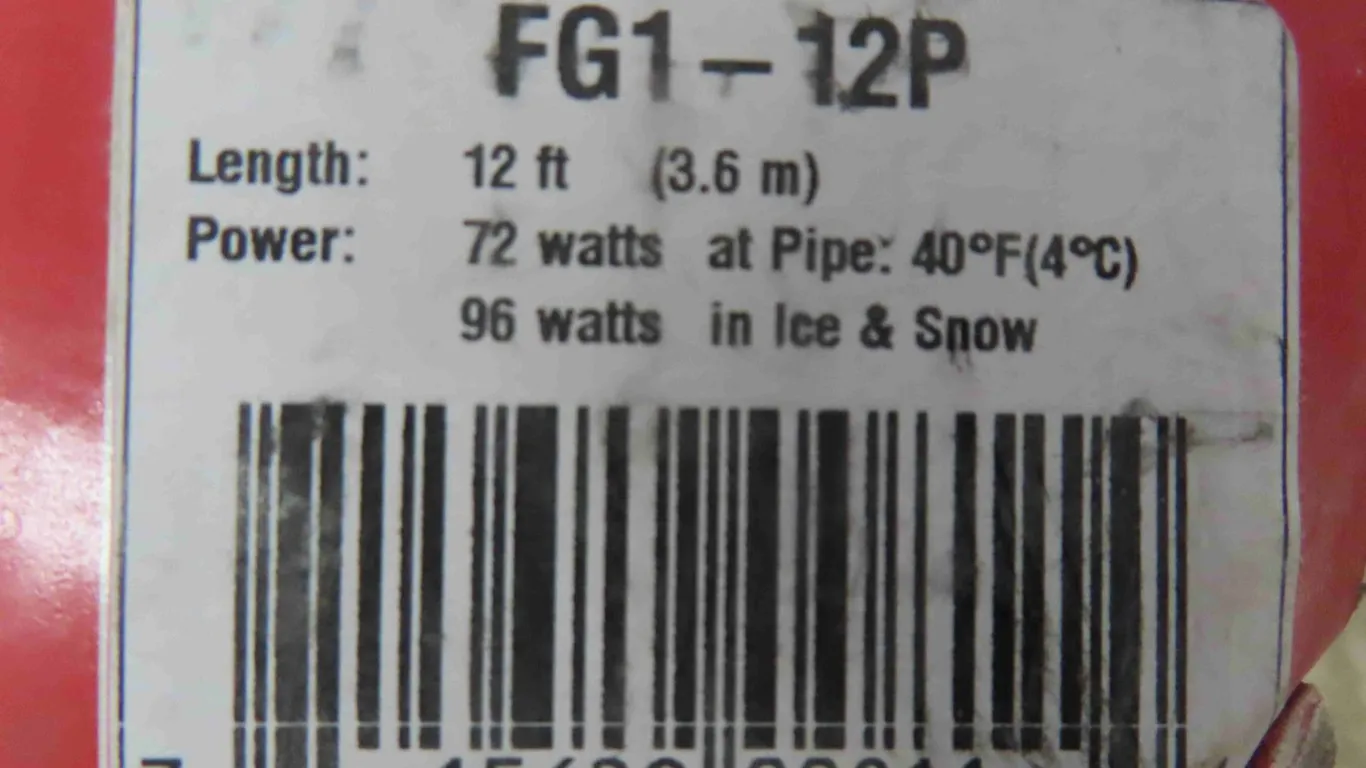 FG1-12P
Length: 12 ft (3.6 m)
Power: 72 watts at Pipe: 40°F(4°C)
96 watts in Ice & Snow